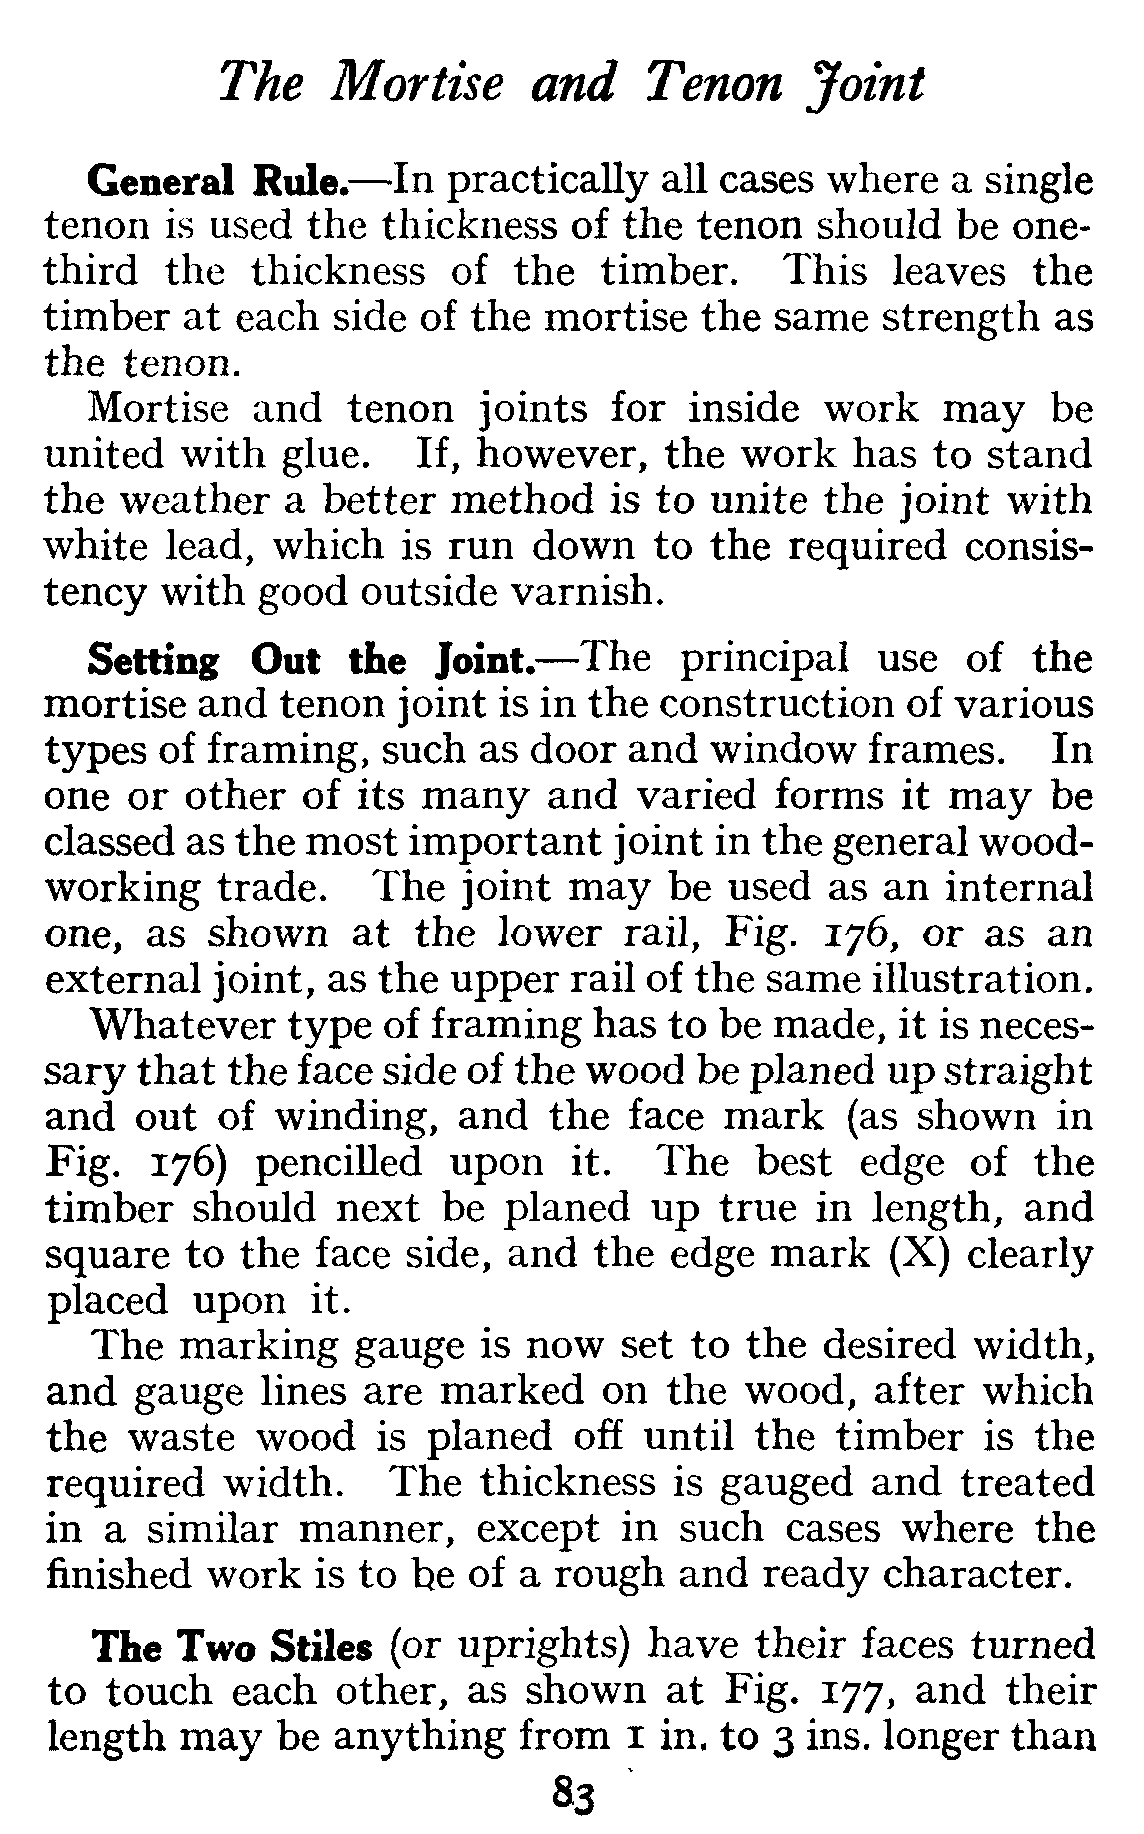 The Mortise and Tenon Joint
General Rule.—In practically all cases where a single
tenon is used the thickness of the tenon should be one-
third the thickness of the timber. This leaves the
timber at each side of the mortise the same strength as
the tenon.
Mortise and tenon joints for inside work may be
united with glue. If, however, the work has to stand
the weather a better method is to unite the joint with
white lead, which is run down to the required consis-
tency with good outside varnish.
Setting Out the Joint.—The principal use of the
mortise and tenon joint is in the construction of various
types of framing, such as door and window frames. In
one or other of its many and varied forms it may be
classed as the most important joint in the general wood-
working trade. The joint may be used as an internal
one, as shown at the lower rail, Fig. 176, or as an
external joint, as the upper rail of the same illustration.
Whatever type of framing has to be made, it is neces-
sary that the face side of the wood be planed up straight
and out of winding, and the face mark (as shown in
Fig. 176) pencilled upon it. The best edge of the
timber should next be planed up true in length, and
square to the face side, and the edge mark (X) clearly
placed upon it.
The marking gauge is now set to the desired width,
and gauge lines are marked on the wood, after which
the waste wood is planed off until the timber is the
required width. The thickness is gauged and treated
in a similar manner, except in such cases where the
finished work is to be of a rough and ready character.
The Two Stiles (or uprights) have their faces turned
to touch each other, as shown at Fig. 177, and their
length may be anything from 1 in. to 3 ins. longer than
83